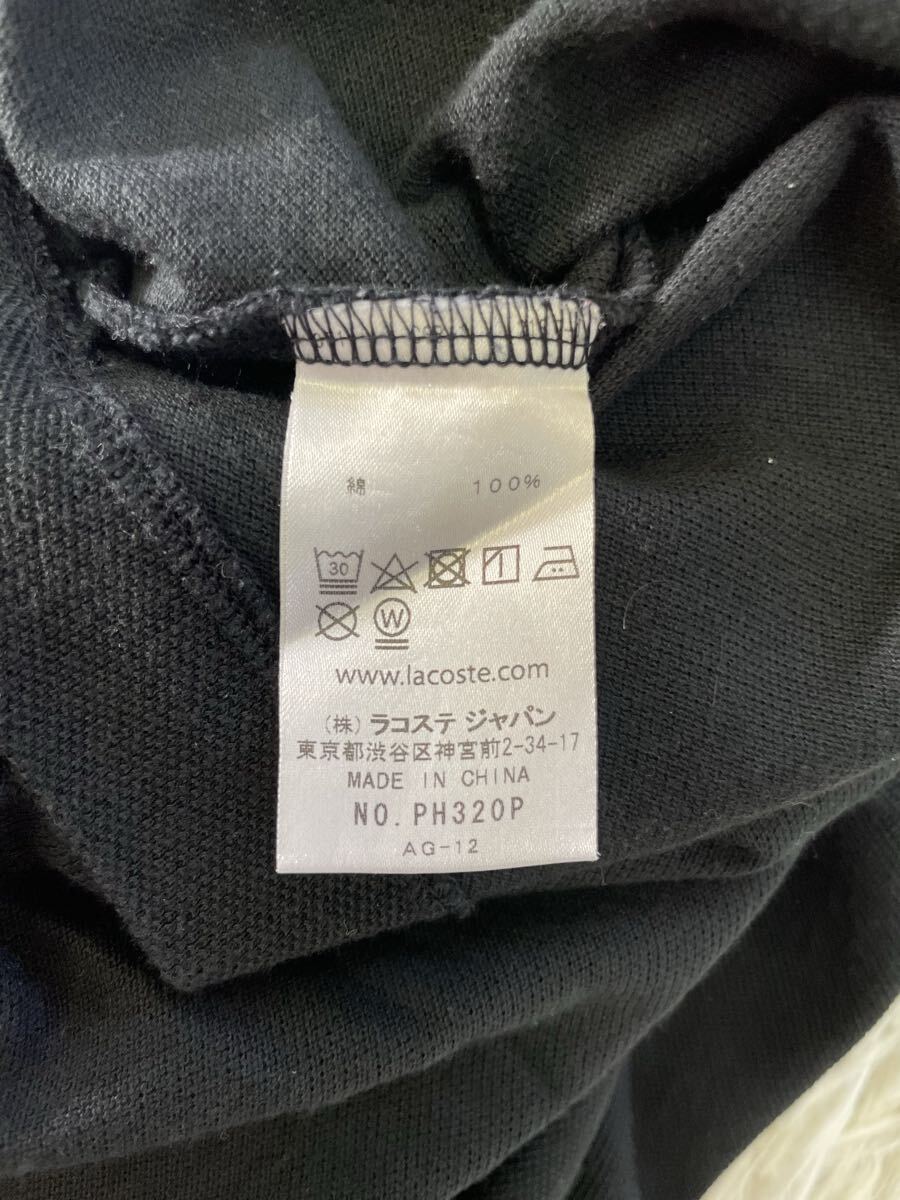 綿 100%
30
W
www.lacoste.com
(株) ラコステ ジャパン
東京都渋谷区神宮前2-34-17
MADE IN CHINA
NO. PH320P
AG-12